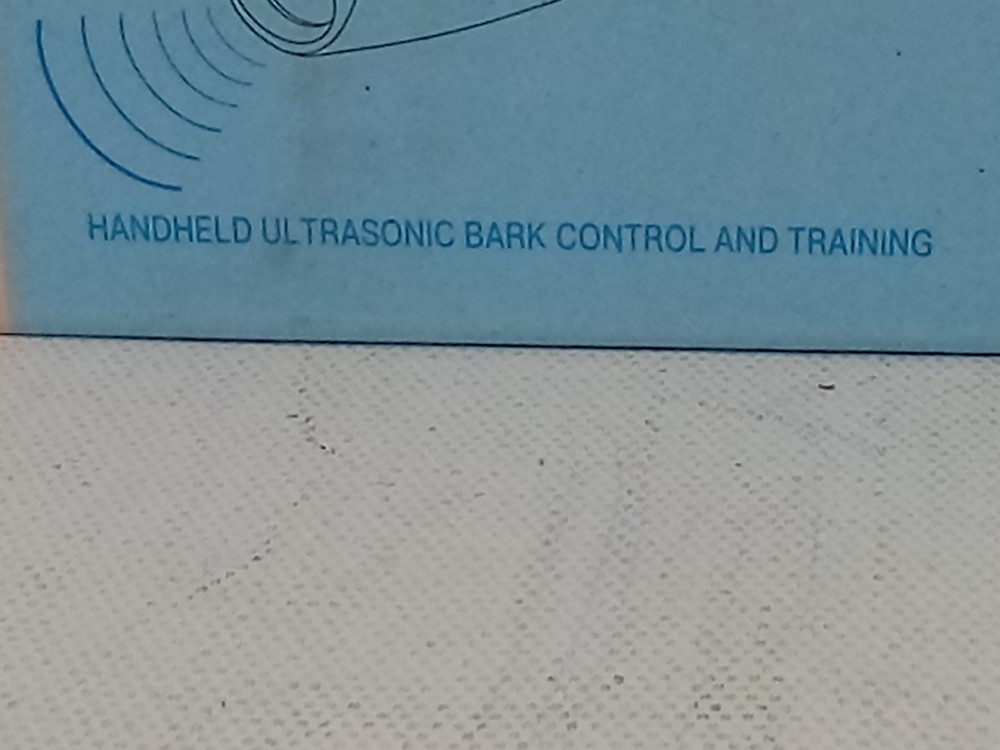 HANDHELD ULTRASONIC BARK CONTROL AND TRAINING